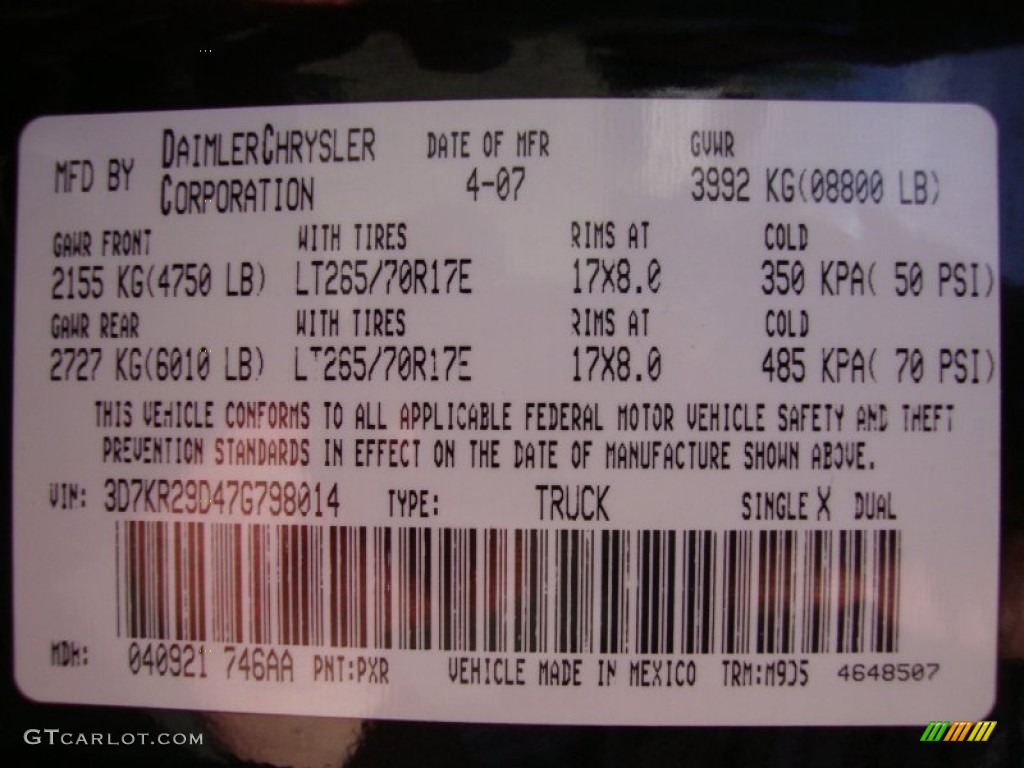 MFD BY DAIMLERCHRYSLER CORPORATION DATE OF MFR 4-07 GVWR 3992 KG(08800 LB)
GAWR FRONT WITH TIRES RIMS AT COLD
2155 KG(4750 LB) LT265/70R17E 17X8.0 350 KPA( 50 PSI)
GAWR REAR WITH TIRES RIMS AT COLD
2727 KG(6010 LB) LT265/70R17E 17X8.0 485 KPA( 70 PSI)
THIS VEHICLE CONFORMS TO ALL APPLICABLE FEDERAL MOTOR VEHICLE SAFETY AND THEFT
PREVENTION STANDARDS IN EFFECT ON THE DATE OF MANUFACTURE SHOWN ABOVE.
VIN: 3D7KR29D47G798014 TYPE: TRUCK SINGLE X DUAL
MDH: 040921 746AA PNT:PXR VEHICLE MADE IN MEXICO TRM:M9J5 4648507
GTCARLOT.COM